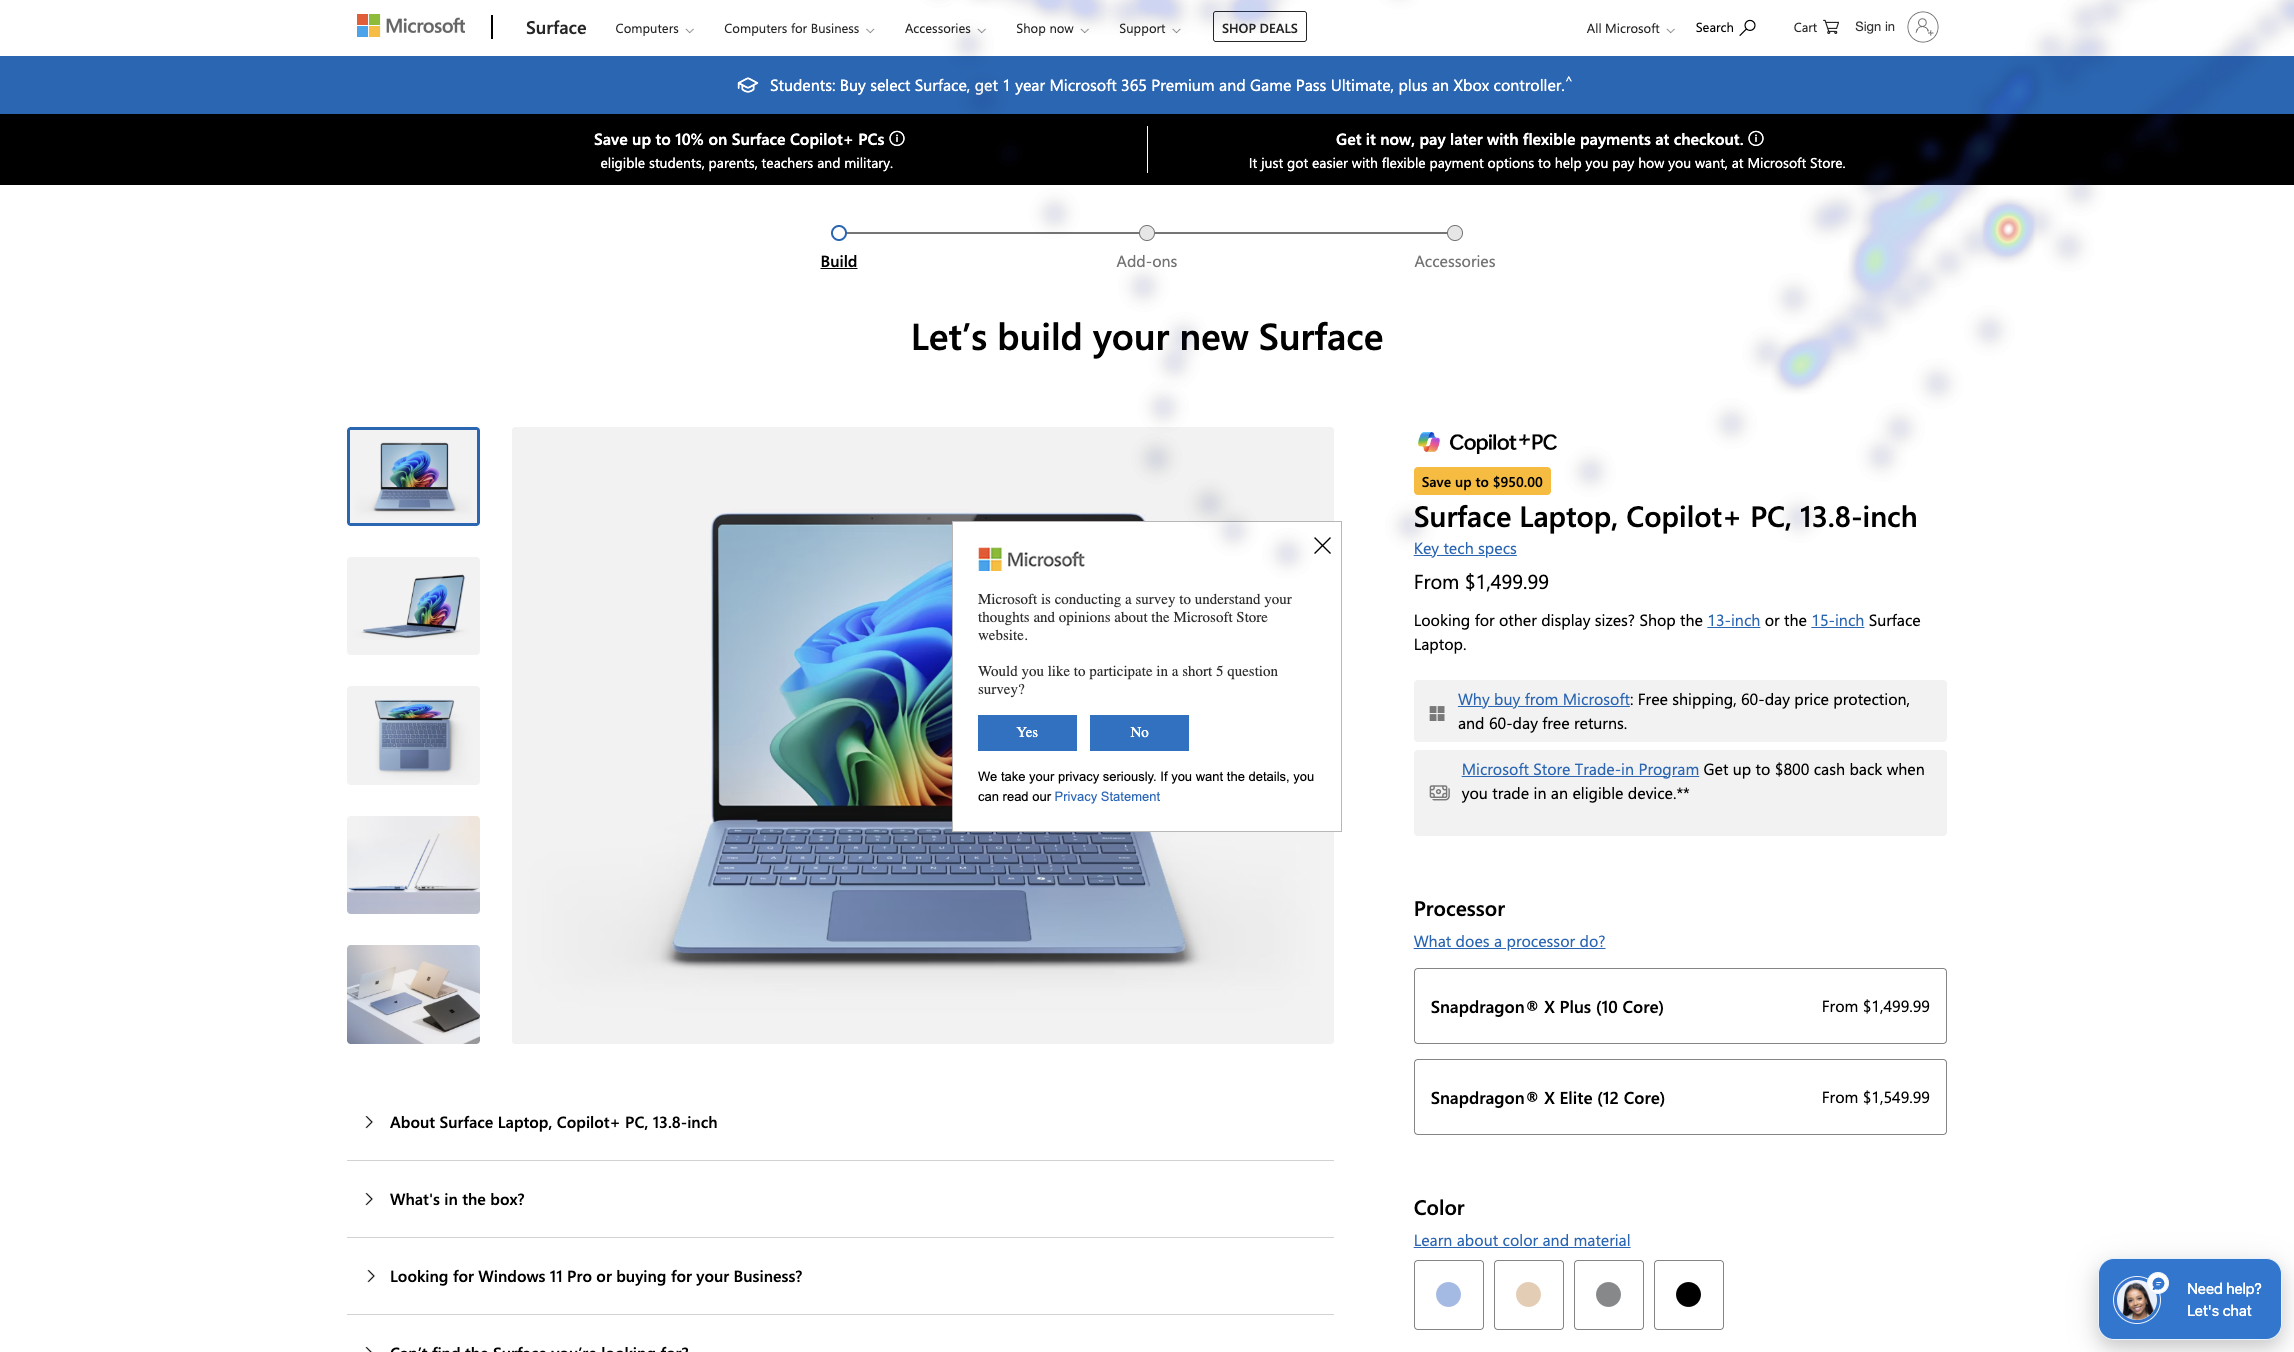 Microsoft
Surface
Computers
Computers for Business
Accessories
Shop now
Support
SHOP DEALS
All Microsoft
Search
Cart
Sign in
Students: Buy select Surface, get 1 year Microsoft 365 Premium and Game Pass Ultimate, plus an Xbox controller.^
Save up to 10% on Surface Copilot+ PCs
eligible students, parents, teachers and military.
Get it now, pay later with flexible payments at checkout.
It just got easier with flexible payment options to help you pay how you want, at Microsoft Store.
Build
Add-ons
Accessories
Let's build your new Surface
Microsoft
Microsoft is conducting a survey to understand your
thoughts and opinions about the Microsoft Store
website.
Would you like to participate in a short 5 question
survey?
Yes
No
We take your privacy seriously. If you want the details, you
can read our Privacy Statement
About Surface Laptop, Copilot+ PC, 13.8-inch
What's in the box?
Looking for Windows 11 Pro or buying for your Business?
Can't find the Surface you're looking for?
Copilot+PC
Save up to $950.00
Surface Laptop, Copilot+ PC, 13.8-inch
Key tech specs
From $1,499.99
Looking for other display sizes? Shop the 13-inch or the 15-inch Surface
Laptop.
Why buy from Microsoft: Free shipping, 60-day price protection,
and 60-day free returns.
Microsoft Store Trade-in Program Get up to $800 cash back when
you trade in an eligible device.**
Processor
What does a processor do?
Snapdragon® X Plus (10 Core)
From $1,499.99
Snapdragon® X Elite (12 Core)
From $1,549.99
Color
Learn about color and material
Need help?
Let's chat